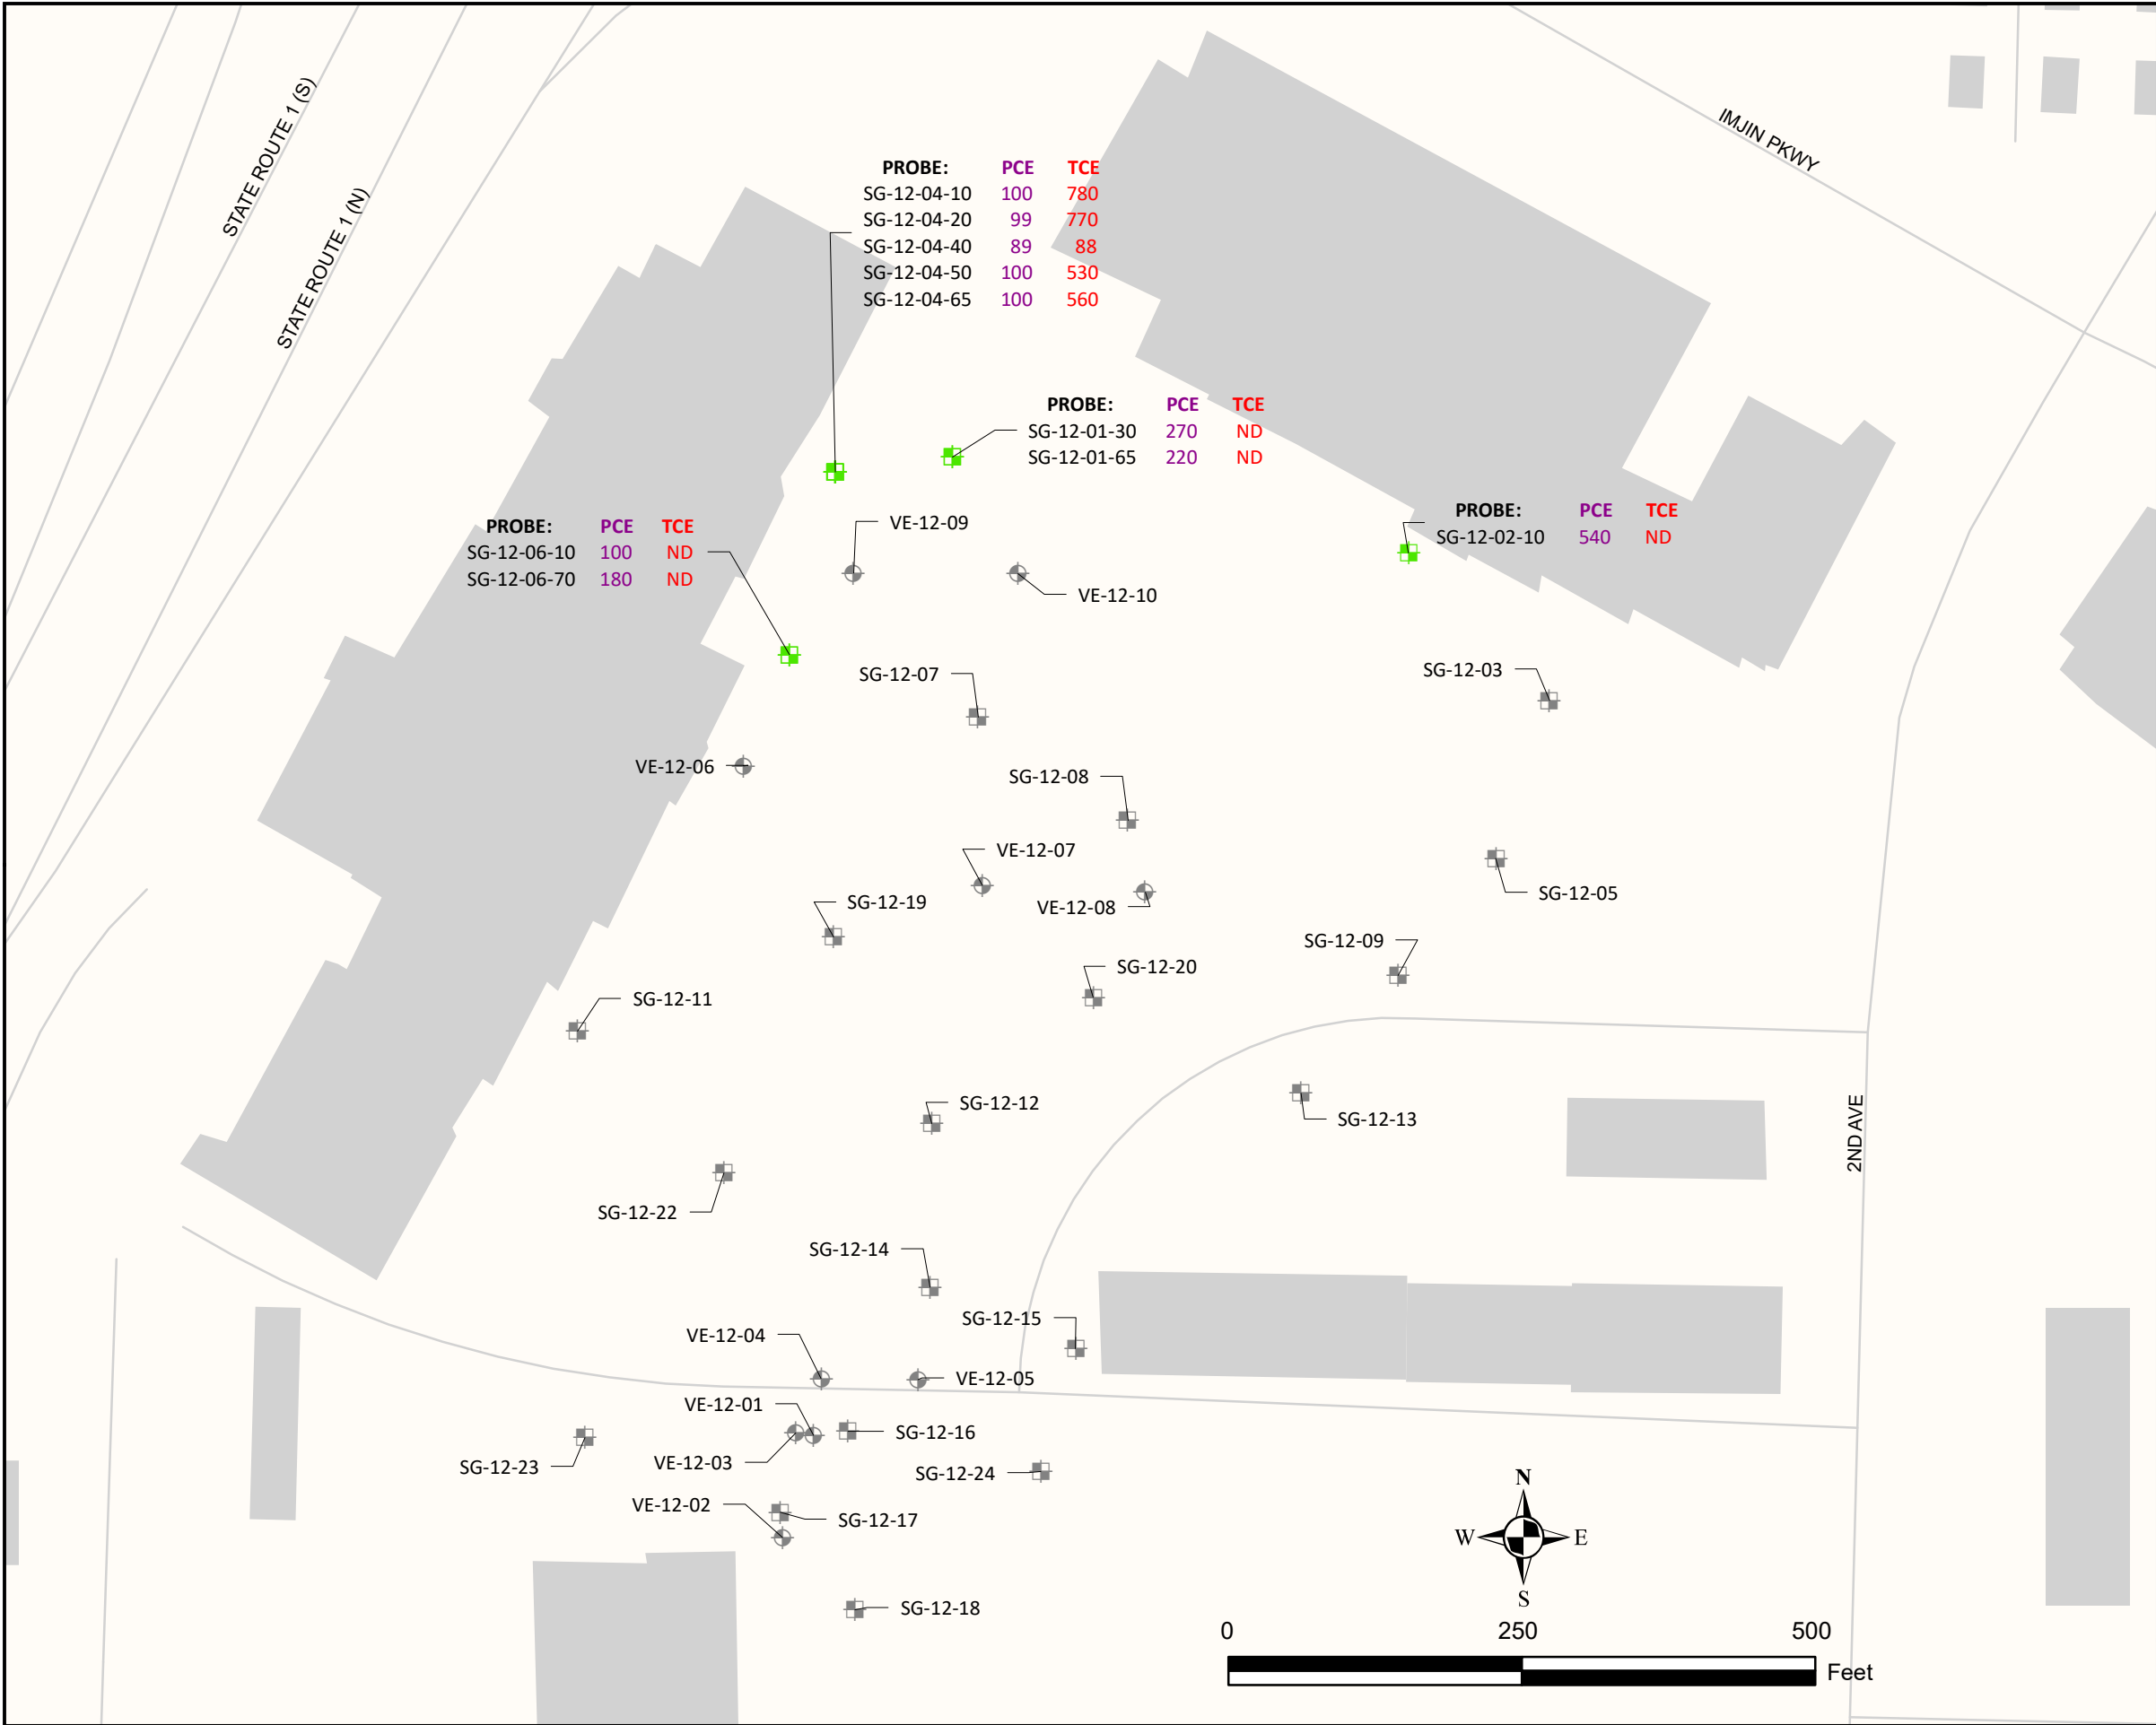 STATE ROUTE 1 (S)
STATE ROUTE 1 (N)
IMJIN PKWY
PROBE: PCE TCE
SG-12-04-10 100 780
SG-12-04-20 99 770
SG-12-04-40 89 88
SG-12-04-50 100 530
SG-12-04-65 100 560
PROBE: PCE TCE
SG-12-01-30 270 ND
SG-12-01-65 220 ND
PROBE: PCE TCE
SG-12-02-10 540 ND
PROBE: PCE TCE
SG-12-06-10 100 ND
SG-12-06-70 180 ND
VE-12-09
VE-12-10
SG-12-07
SG-12-03
VE-12-06
SG-12-08
VE-12-07
SG-12-05
SG-12-19
VE-12-08
SG-12-09
SG-12-20
SG-12-11
SG-12-12
SG-12-13
2ND AVE
SG-12-22
SG-12-14
SG-12-15
VE-12-04
VE-12-05
VE-12-01
SG-12-16
VE-12-03
SG-12-23
SG-12-24
VE-12-02
SG-12-17
SG-12-18
N
W E
S
0 250 500
Feet